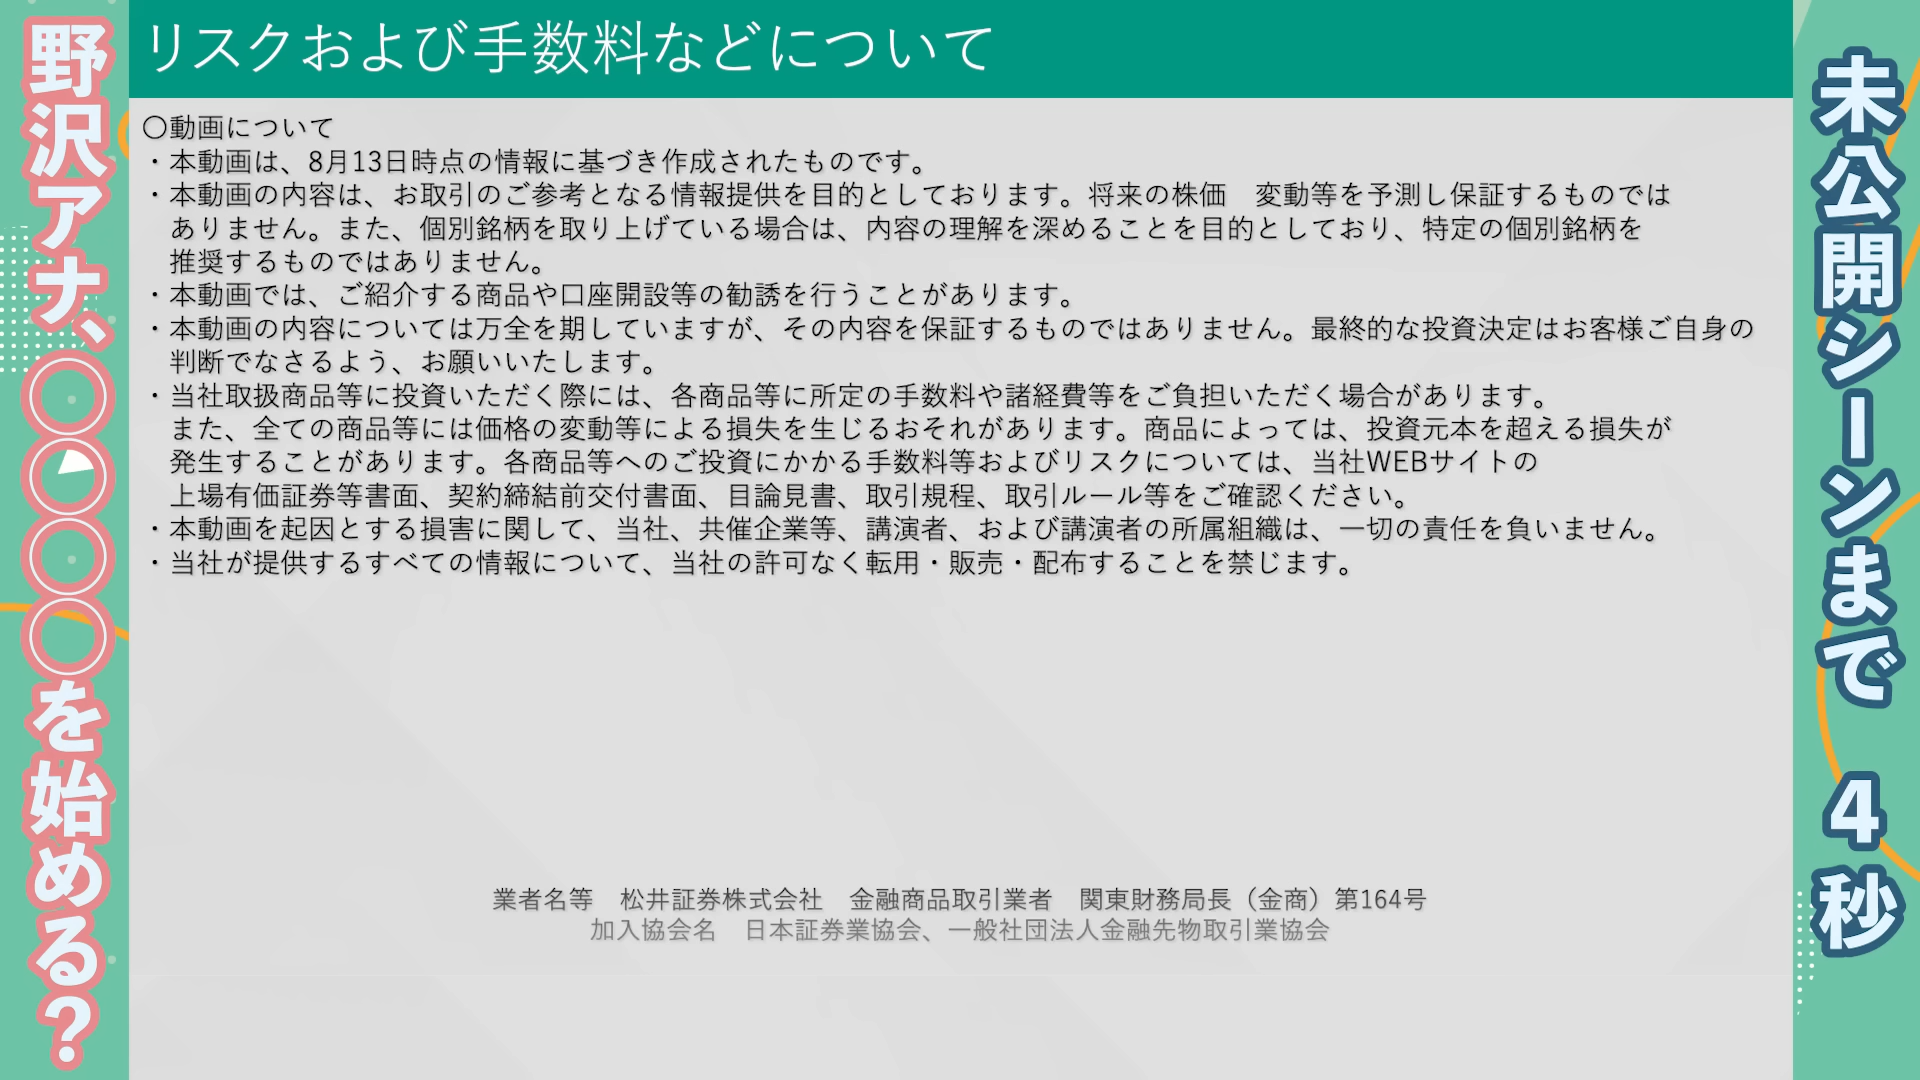 リスクおよび手数料などについて
〇動画について
・本動画は、8月13日時点の情報に基づき作成されたものです。
・本動画の内容は、お取引のご参考となる情報提供を目的としております。将来の株価　変動等を予測し保証するものでは
ありません。また、個別銘柄を取り上げている場合は、内容の理解を深めることを目的としており、特定の個別銘柄を
推奨するものではありません。
・本動画では、ご紹介する商品や口座開設等の勧誘を行うことがあります。
・本動画の内容については万全を期していますが、その内容を保証するものではありません。最終的な投資決定はお客様ご自身の
判断でなさるよう、お願いいたします。
・当社取扱商品等に投資いただく際には、各商品等に所定の手数料や諸経費等をご負担いただく場合があります。
また、全ての商品等には価格の変動等による損失を生じるおそれがあります。商品によっては、投資元本を超える損失が
発生することがあります。各商品等へのご投資にかかる手数料等およびリスクについては、当社WEBサイトの
上場有価証券等書面、契約締結前交付書面、目論見書、取引規程、取引ルール等をご確認ください。
・本動画を起因とする損害に関して、当社、共催企業等、講演者、および講演者の所属組織は、一切の責任を負いません。
・当社が提供するすべての情報について、当社の許可なく転用・販売・配布することを禁じます。
業者名等　松井証券株式会社　金融商品取引業者　関東財務局長（金商）第164号
加入協会名　日本証券業協会、一般社団法人金融先物取引業協会
野沢アナ、〇〇〇〇を始める？
未公開シーンまで 4秒